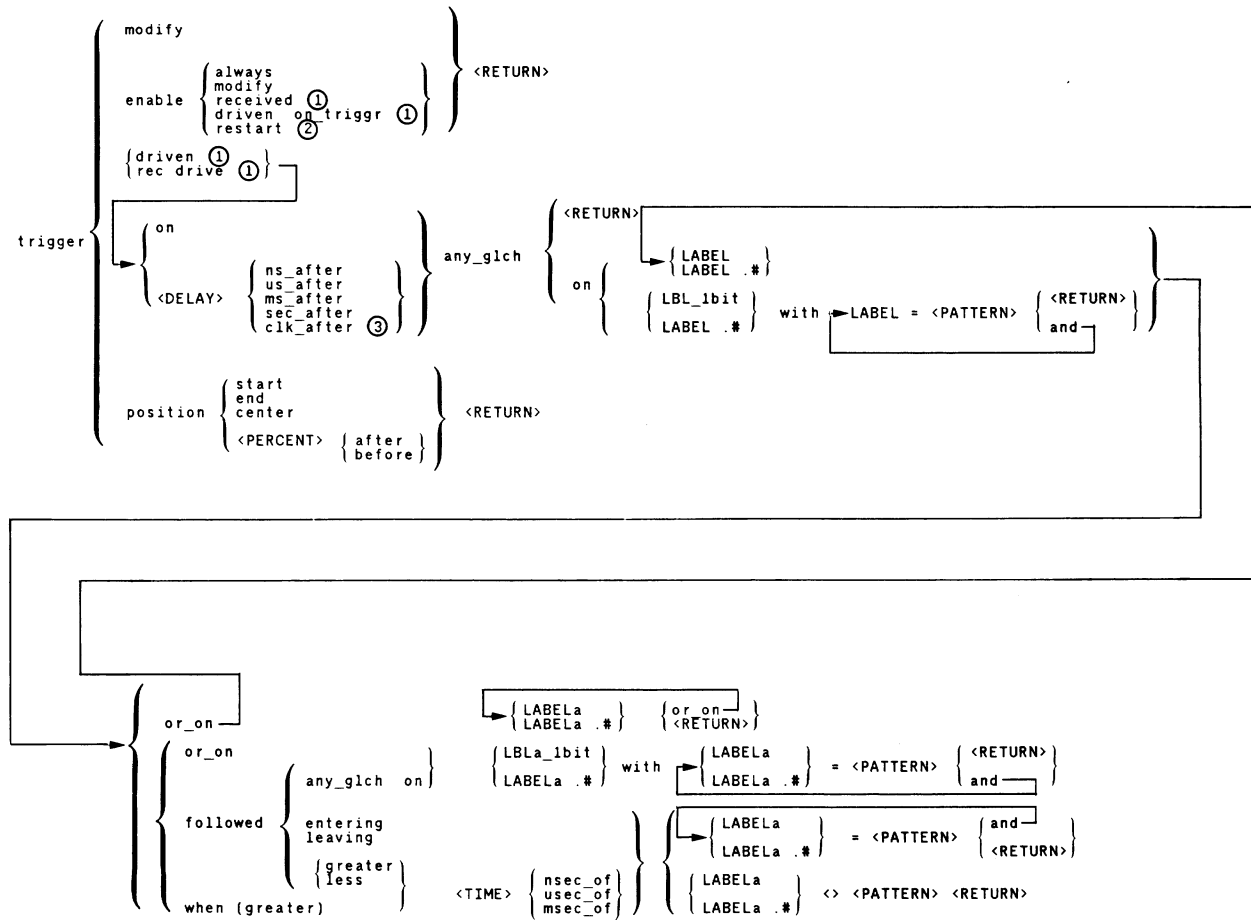 modify
always
modify
enable received ① <RETURN>
driven on_triggr ①
restart ②
driven ①
rec drive ①
trigger
on
<DELAY>
ns_after
us_after
ms_after
sec_after
clk_after ③
any_glch
<RETURN>
on
LABEL
LABEL .#
LBL_1bit
LABEL .#
with LABEL = <PATTERN>
<RETURN>
and
position
start
end
center
<PERCENT>
after
before
<RETURN>
or_on
LABELa
LABELa .#
or_on
<RETURN>
or_on
LBLa_1bit
LABELa .#
with
LABELa
LABELa .#
= <PATTERN>
<RETURN>
and
followed
any_glch on
entering
leaving
greater
less
when (greater)
<TIME>
nsec_of
usec_of
msec_of
LABELa
LABELa .#
= <PATTERN>
and
<RETURN>
LABELa
LABELa .#
<> <PATTERN> <RETURN>